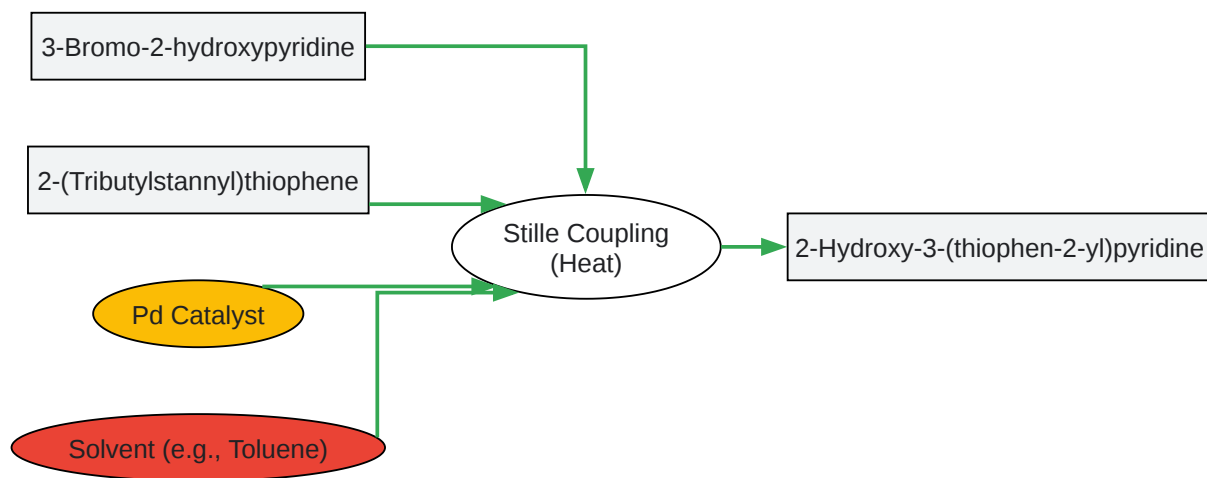 3-Bromo-2-hydroxypyridine
2-(Tributylstannyl)thiophene
Stille Coupling
(Heat)
2-Hydroxy-3-(thiophen-2-yl)pyridine
Pd Catalyst
Solvent (e.g., Toluene)